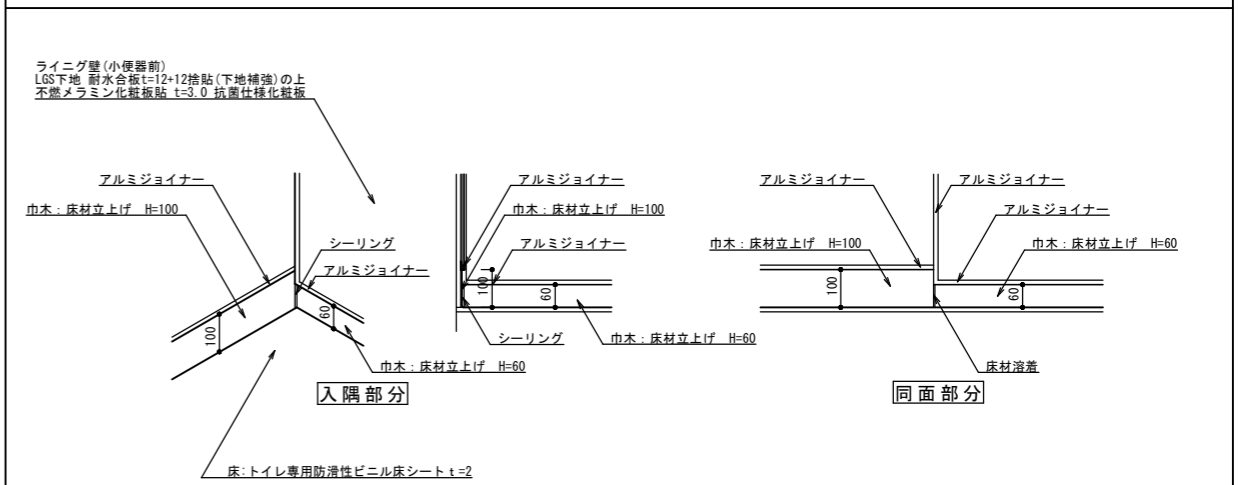 ライニグ壁(小便器前)
LGS下地 耐水合板t=12+12捨貼(下地補強)の上
不燃メラミン化粧板貼 t=3.0 抗菌仕様化粧板
アルミジョイナー
巾木:床材立上げ H=100
シーリング
アルミジョイナー
100
60
巾木:床材立上げ H=60
入隅部分
床:トイレ専用防滑性ビニル床シートt=2
アルミジョイナー
巾木:床材立上げ H=100
アルミジョイナー
100
60
シーリング
巾木:床材立上げ H=60
アルミジョイナー
アルミジョイナー
アルミジョイナー
巾木:床材立上げ H=100
巾木:床材立上げ H=60
100
60
床材溶着
同面部分